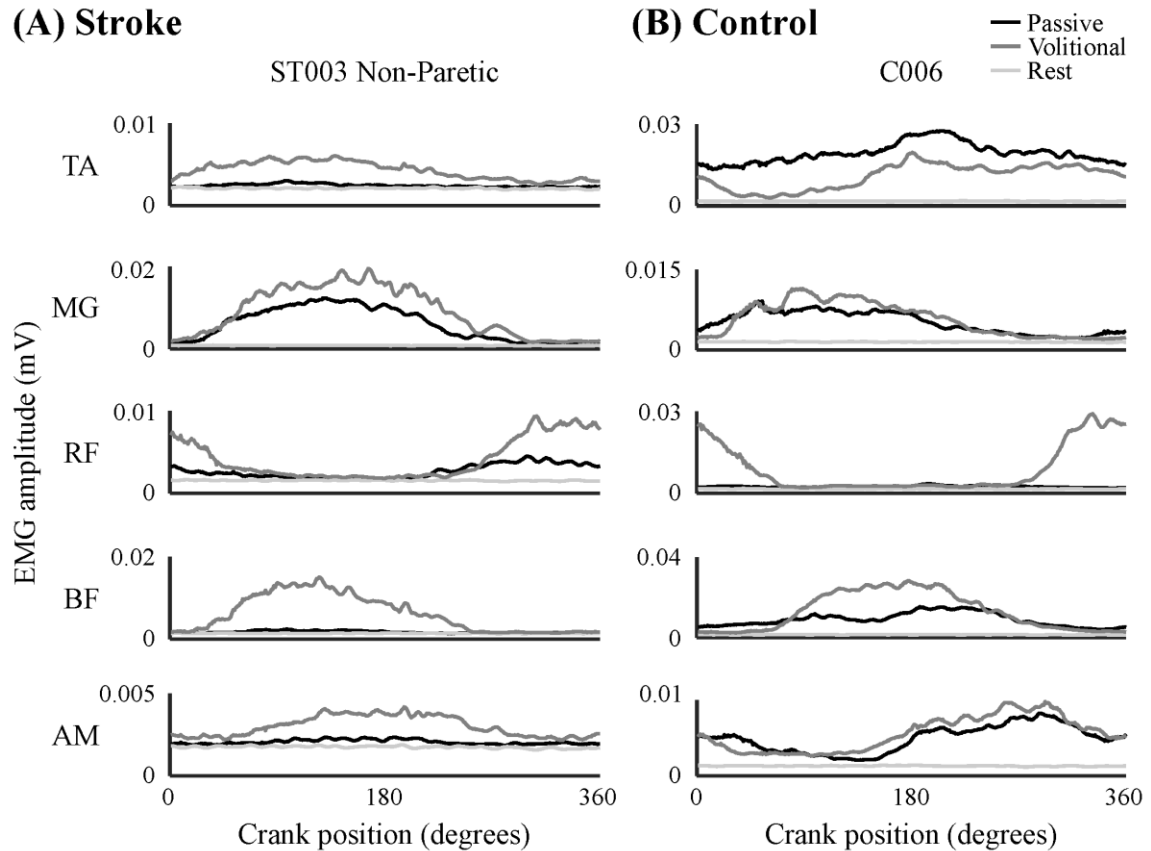 (A) Stroke
(B) Control
Passive
Volitional
Rest
ST003 Non-Paretic
C006
EMG amplitude (mV)
TA
0.01
0
0.03
0
MG
0.02
0
0.015
0
RF
0.01
0
0.03
0
BF
0.02
0
0.04
0
AM
0.005
0
0.01
0
0 180 360
0 180 360
Crank position (degrees)
Crank position (degrees)